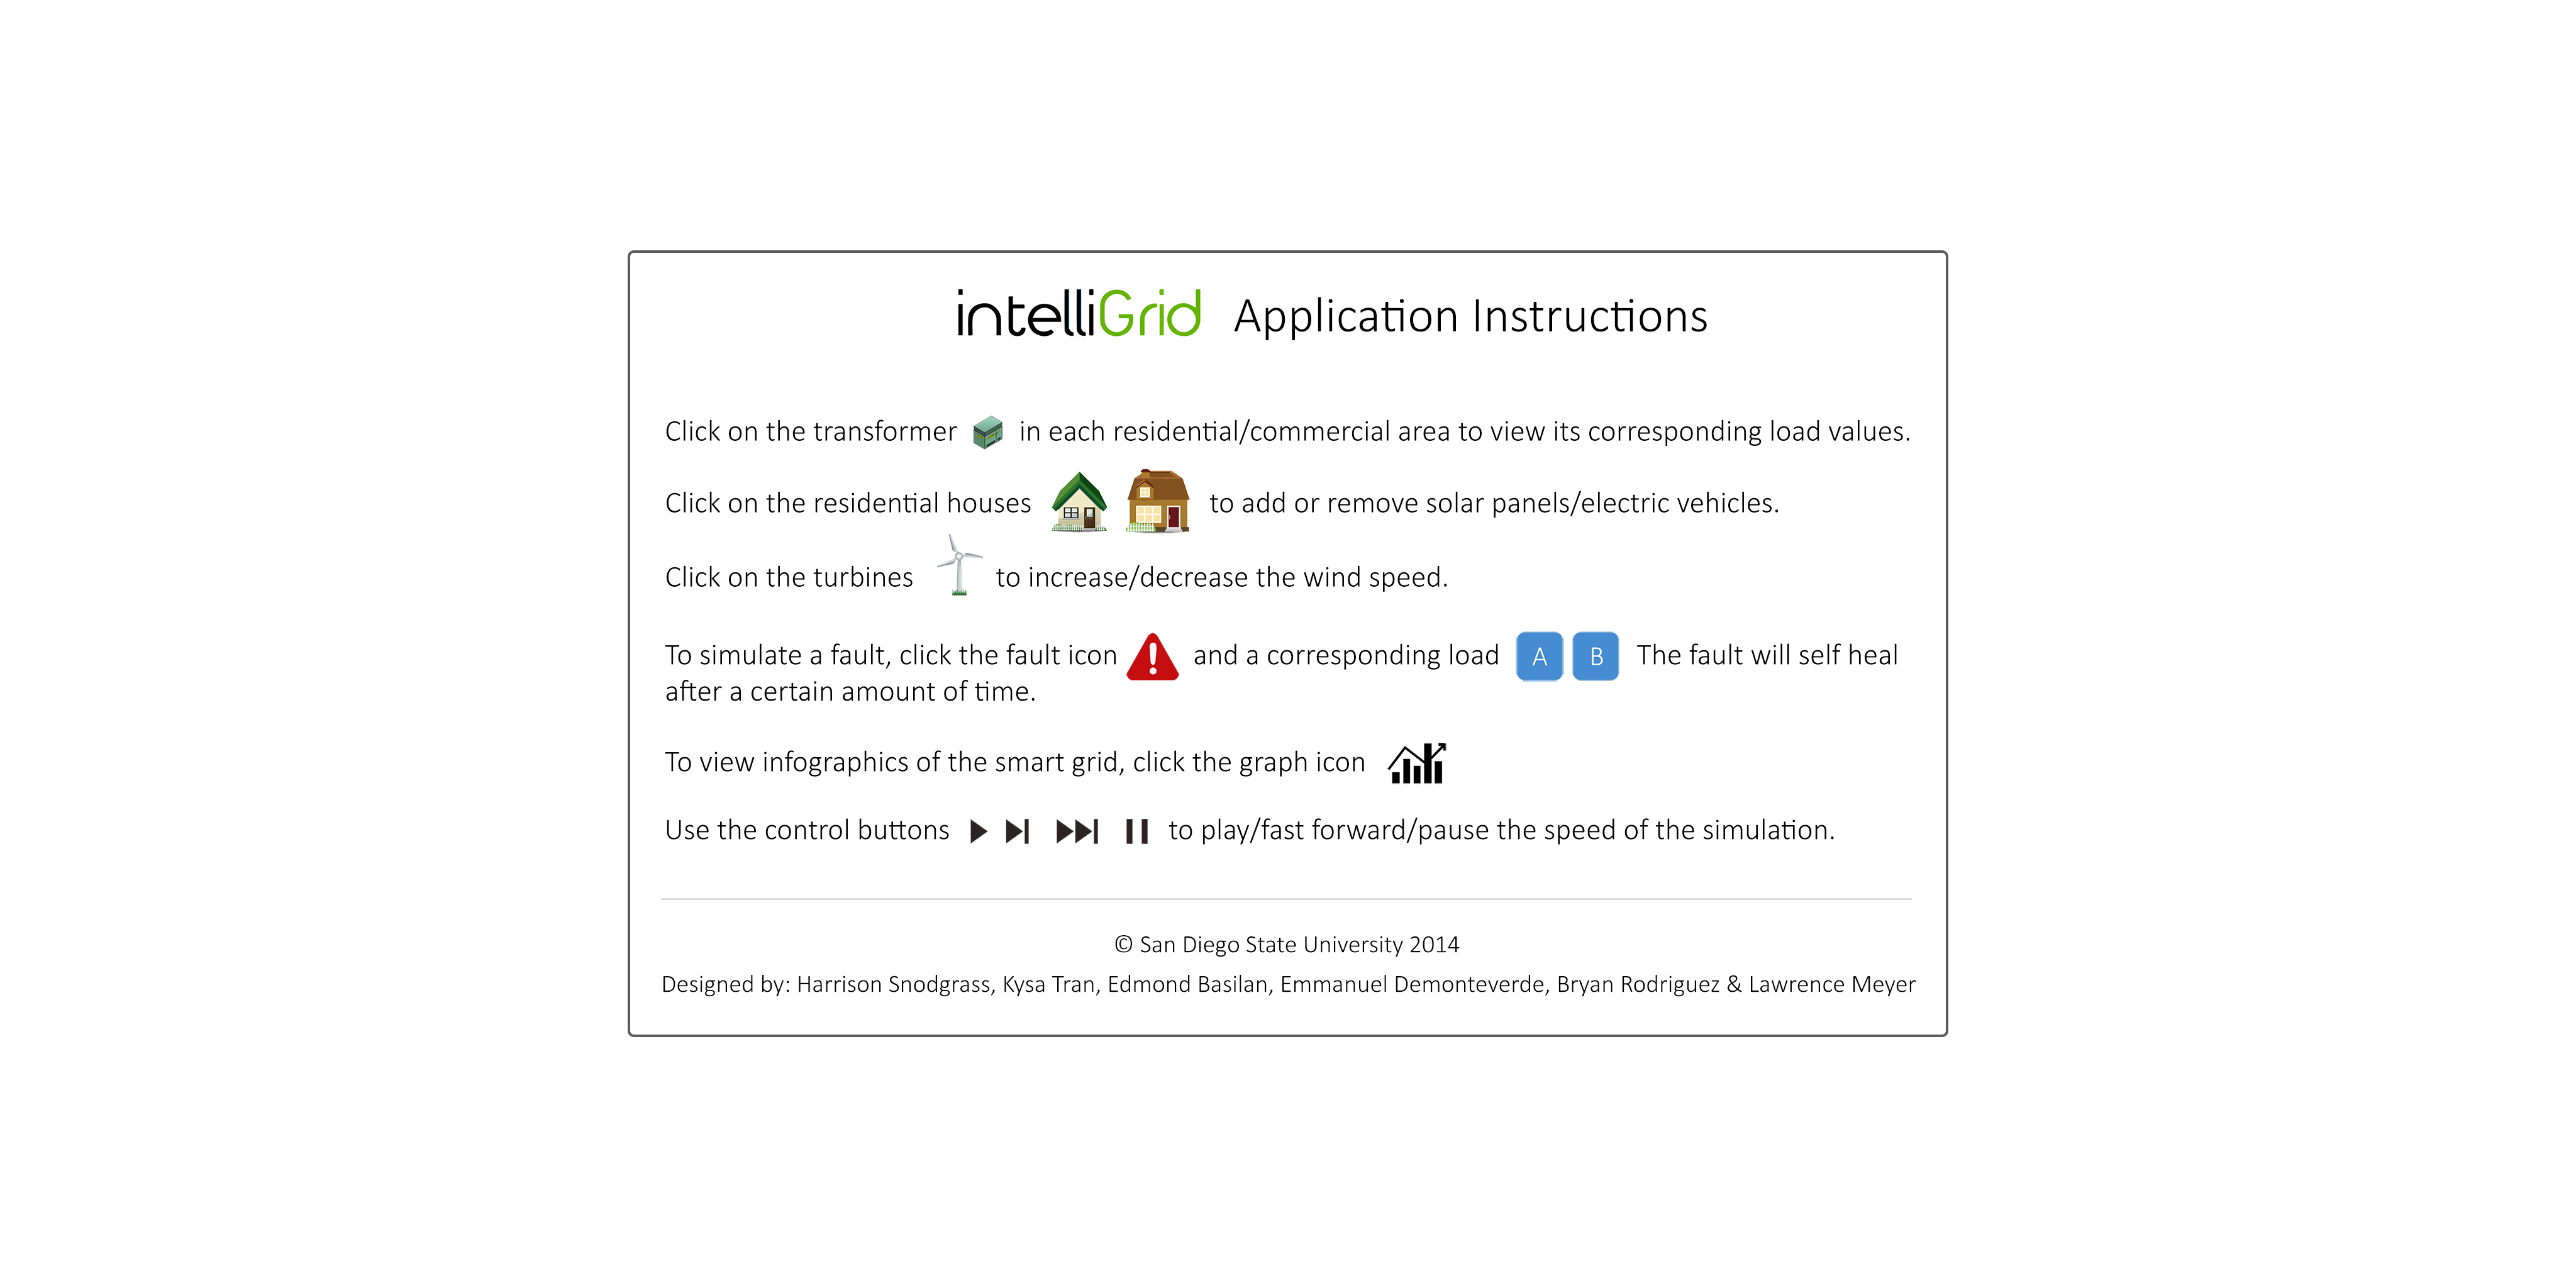 intelliGrid Application Instructions
Click on the transformer in each residential/commercial area to view its corresponding load values.
Click on the residential houses to add or remove solar panels/electric vehicles.
Click on the turbines to increase/decrease the wind speed.
To simulate a fault, click the fault icon and a corresponding load A B The fault will self heal
after a certain amount of time.
To view infographics of the smart grid, click the graph icon
Use the control buttons to play/fast forward/pause the speed of the simulation.
© San Diego State University 2014
Designed by: Harrison Snodgrass, Kysa Tran, Edmond Basilan, Emmanuel Demonteverde, Bryan Rodriguez & Lawrence Meyer